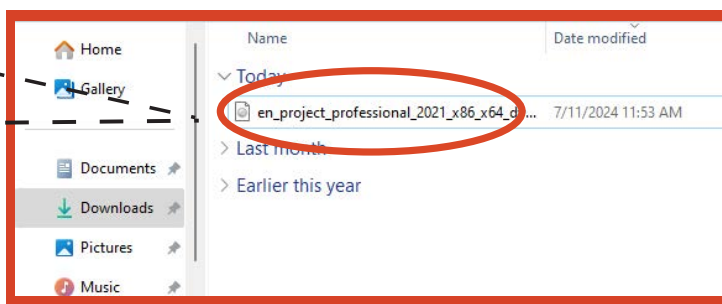 Home
Gallery
Documents
Downloads
Pictures
Music
Name Date modified
Today
en_project_professional_2021_x86_x64_d... 7/11/2024 11:53 AM
Last month
Earlier this year